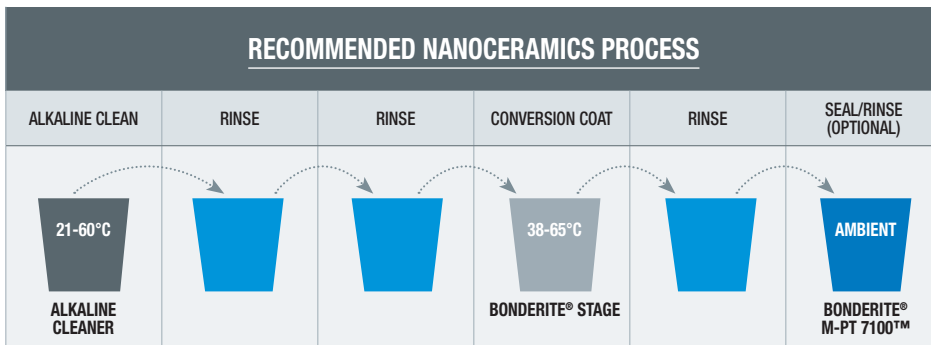 RECOMMENDED NANOCERAMICS PROCESS
ALKALINE CLEAN
RINSE
RINSE
CONVERSION COAT
RINSE
SEAL/RINSE
(OPTIONAL)
21-60°C
38-65°C
AMBIENT
ALKALINE
CLEANER
BONDERITE® STAGE
BONDERITE®
M-PT 7100™